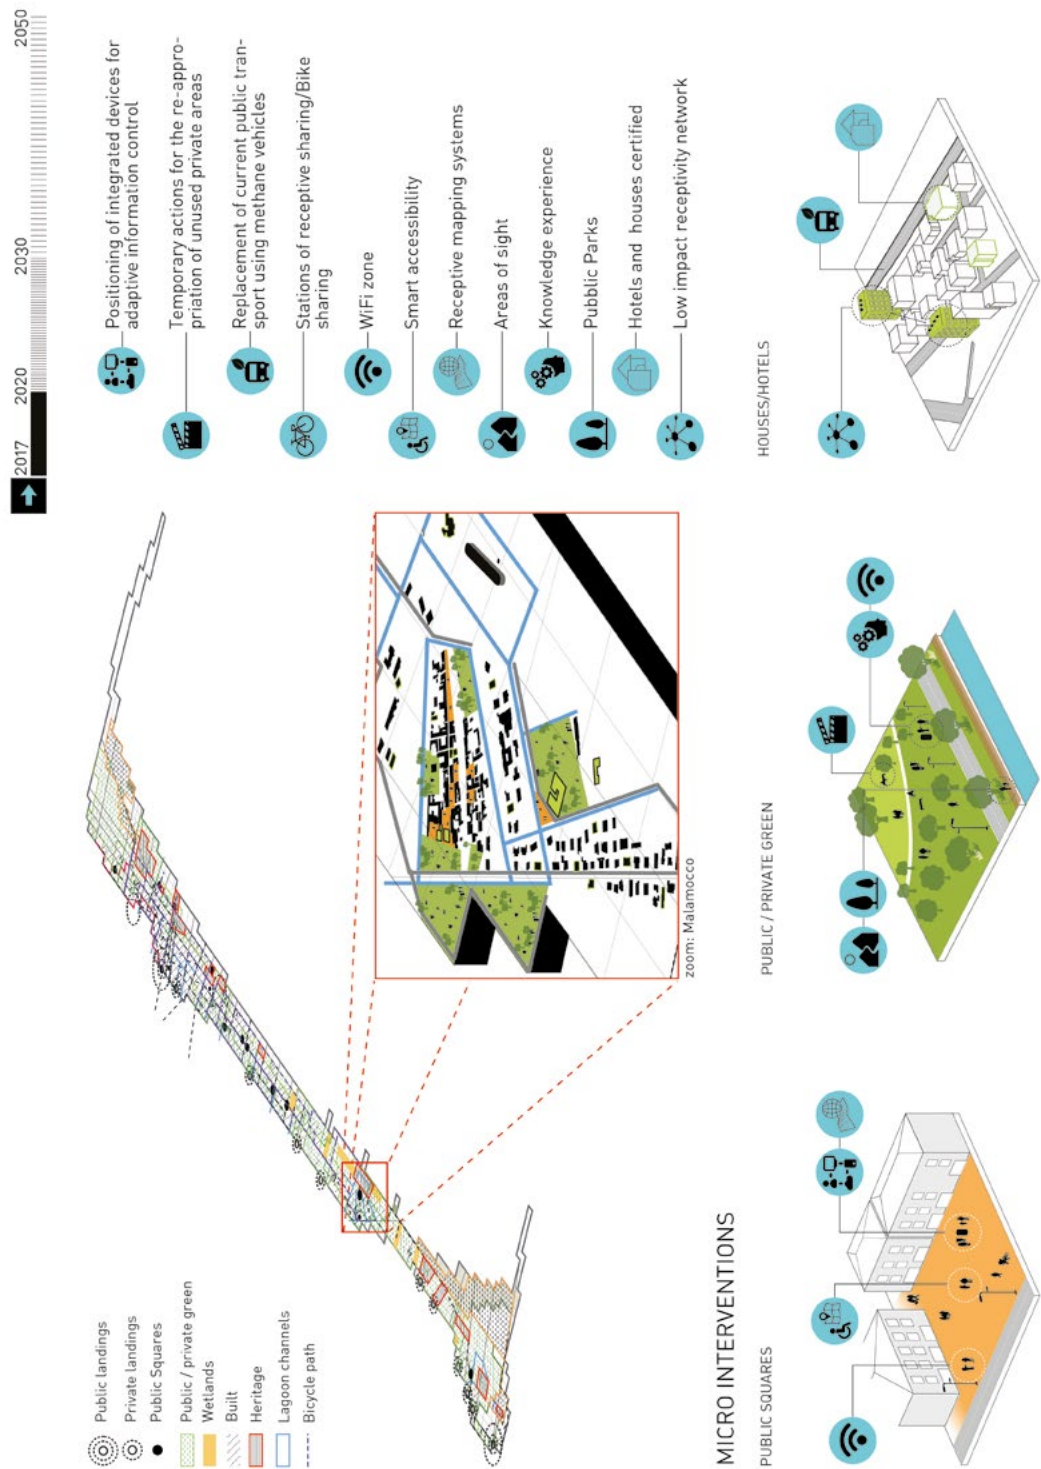 2017 2020 2030 2050
Public landings
Private landings
Public Squares
Public / private green
Wetlands
Built
Heritage
Lagoon channels
Bicycle path
zoom: Malamocco
Positioning of integrated devices for
adaptive information control
Temporary actions for the re-appro-
priation of unused private areas
Replacement of current public tran-
sport using methane vehicles
Stations of receptive sharing/Bike
sharing
WiFi zone
Smart accessibility
Receptive mapping systems
Areas of sight
Knowledge experience
Pubblic Parks
Hotels and houses certified
Low impact receptivity network
MICRO INTERVENTIONS
PUBLIC SQUARES
PUBLIC / PRIVATE GREEN
HOUSES/HOTELS